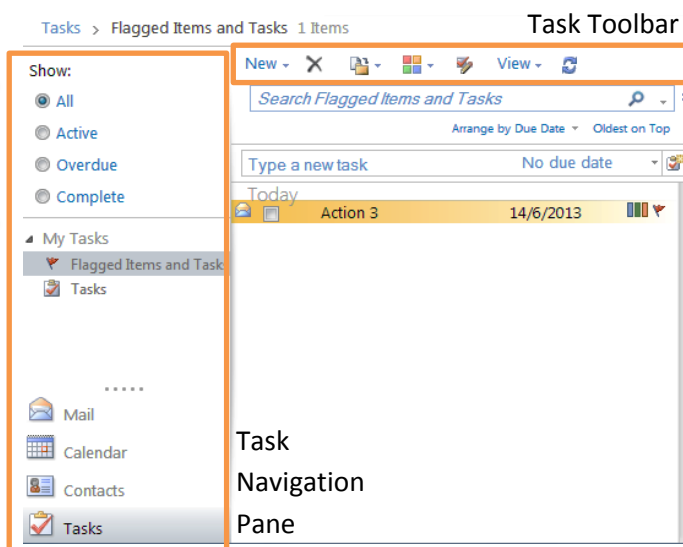 Tasks > Flagged Items and Tasks 1 Items
Task Toolbar
Show:
All
Active
Overdue
Complete
My Tasks
Flagged Items and Task
Tasks
Mail
Calendar
Contacts
Tasks
New View
Search Flagged Items and Tasks
Arrange by Due Date Oldest on Top
Type a new task No due date
Today
Action 3 14/6/2013
Task
Navigation
Pane